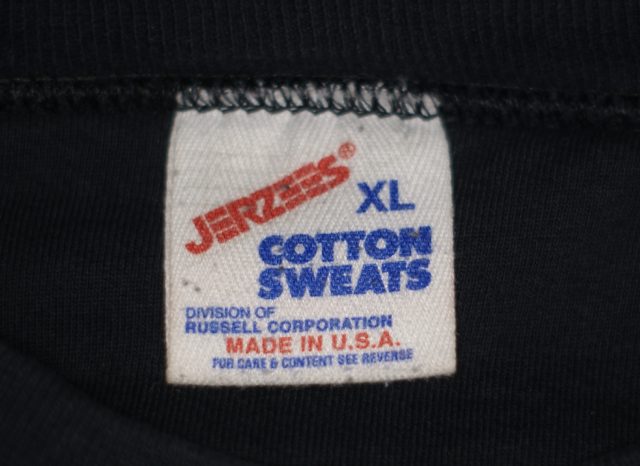 JERZEES®
XL
COTTON
SWEATS
DIVISION OF
RUSSELL CORPORATION
MADE IN U.S.A.
FOR CARE & CONTENT SEE REVERSE